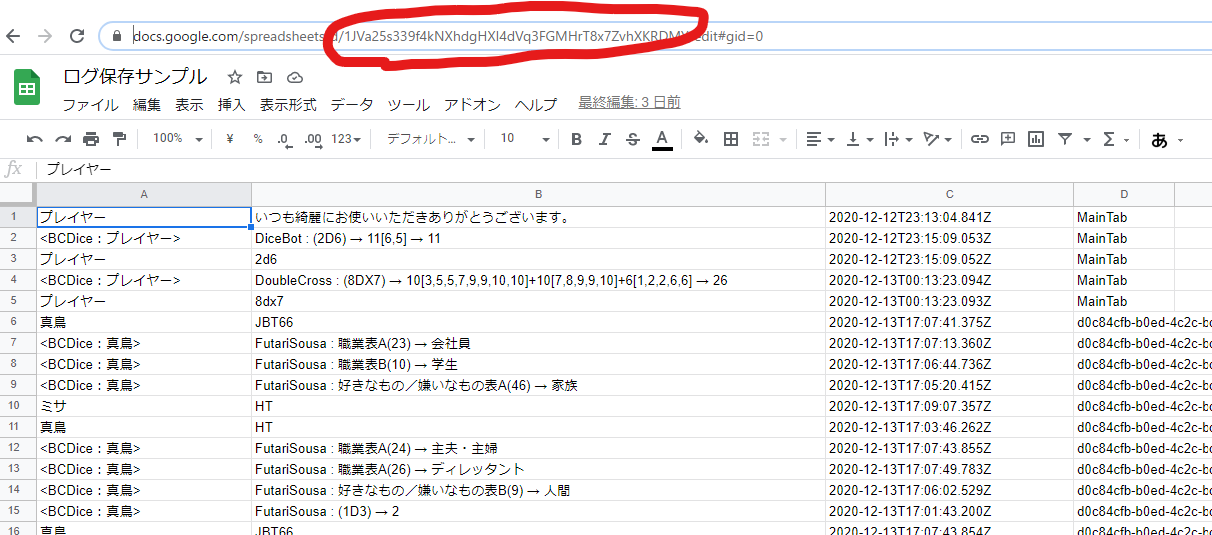 docs.google.com/spreadsheets/d/1JVa25s339f4kNXhdgHXI4dVq3FGMHrT8x7ZvhXKRDM edit#gid=0
ログ保存サンプル
ファイル 編集 表示 挿入 表示形式 データ ツール アドオン ヘルプ 最終編集: 3 日前
100% ¥ % .0 .00 123 デフォルト... 10 B I S A Σ あ
fx プレイヤー
A B C D
1 プレイヤー いつも綺麗にお使いいただきありがとうございます。 2020-12-12T23:13:04.841Z MainTab
2 <BCDice：プレイヤー> DiceBot : (2D6) → 11[6,5] → 11 2020-12-12T23:15:09.053Z MainTab
3 プレイヤー 2d6 2020-12-12T23:15:09.052Z MainTab
4 <BCDice：プレイヤー> DoubleCross : (8DX7) → 10[3,5,5,7,9,9,10,10]+10[7,8,9,9,10]+6[1,2,2,6,6] → 26 2020-12-13T00:13:23.094Z MainTab
5 プレイヤー 8dx7 2020-12-13T00:13:23.093Z MainTab
6 真鳥 JBT66 2020-12-13T17:07:41.375Z d0c84cfb-b0ed-4c2c-bc
7 <BCDice：真鳥> FutariSousa : 職業表A(23) → 会社員 2020-12-13T17:07:13.360Z d0c84cfb-b0ed-4c2c-bc
8 <BCDice：真鳥> FutariSousa : 職業表B(10) → 学生 2020-12-13T17:06:44.736Z d0c84cfb-b0ed-4c2c-bc
9 <BCDice：真鳥> FutariSousa : 好きなもの／嫌いなもの表A(46) → 家族 2020-12-13T17:05:20.415Z d0c84cfb-b0ed-4c2c-bc
10 ミサ HT 2020-12-13T17:09:07.357Z d0c84cfb-b0ed-4c2c-bc
11 真鳥 HT 2020-12-13T17:03:46.262Z d0c84cfb-b0ed-4c2c-bc
12 <BCDice：真鳥> FutariSousa : 職業表A(24) → 主夫・主婦 2020-12-13T17:07:43.855Z d0c84cfb-b0ed-4c2c-bc
13 <BCDice：真鳥> FutariSousa : 職業表A(26) → ディレッタント 2020-12-13T17:07:49.783Z d0c84cfb-b0ed-4c2c-bc
14 <BCDice：真鳥> FutariSousa : 好きなもの／嫌いなもの表B(9) → 人間 2020-12-13T17:06:02.529Z d0c84cfb-b0ed-4c2c-bc
15 <BCDice：真鳥> FutariSousa : (1D3) → 2 2020-12-13T17:01:43.200Z d0c84cfb-b0ed-4c2c-bc
16 真鳥 JBT66 2020-12-13T17:07:43.854Z d0c84cfb-b0ed-4c2c-bc